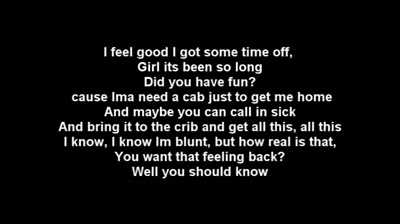 I feel good I got some time off,
Girl its been so long
Did you have fun?
cause Ima need a cab just to get me home
And maybe you can call in sick
And bring it to the crib and get all this, all this
I know, I know Im blunt, but how real is that,
You want that feeling back?
Well you should know